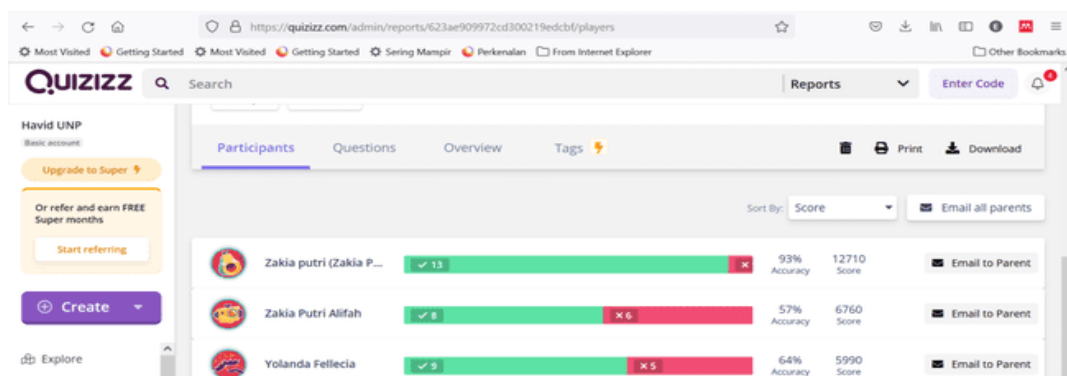 https://quizizz.com/admin/reports/623ae909972cd300219edcbf/players
Most Visited Getting Started Most Visited Getting Started Sering Mampir Perkenalan From Internet Explorer Other Bookmarks
QUIZIZZ Search Reports Enter Code 4
Havid UNP
Basic account
Upgrade to Super
Or refer and earn FREE
Super months
Start referring
Create
Explore
Participants Questions Overview Tags Print Download
Sort By: Score Email all parents
Zakia putri (Zakia P... 13 93% 12710 Email to Parent
Accuracy Score
Zakia Putri Alifah 8 6 57% 6760 Email to Parent
Accuracy Score
Yolanda Fellecia 9 5 64% 5990 Email to Parent
Accuracy Score